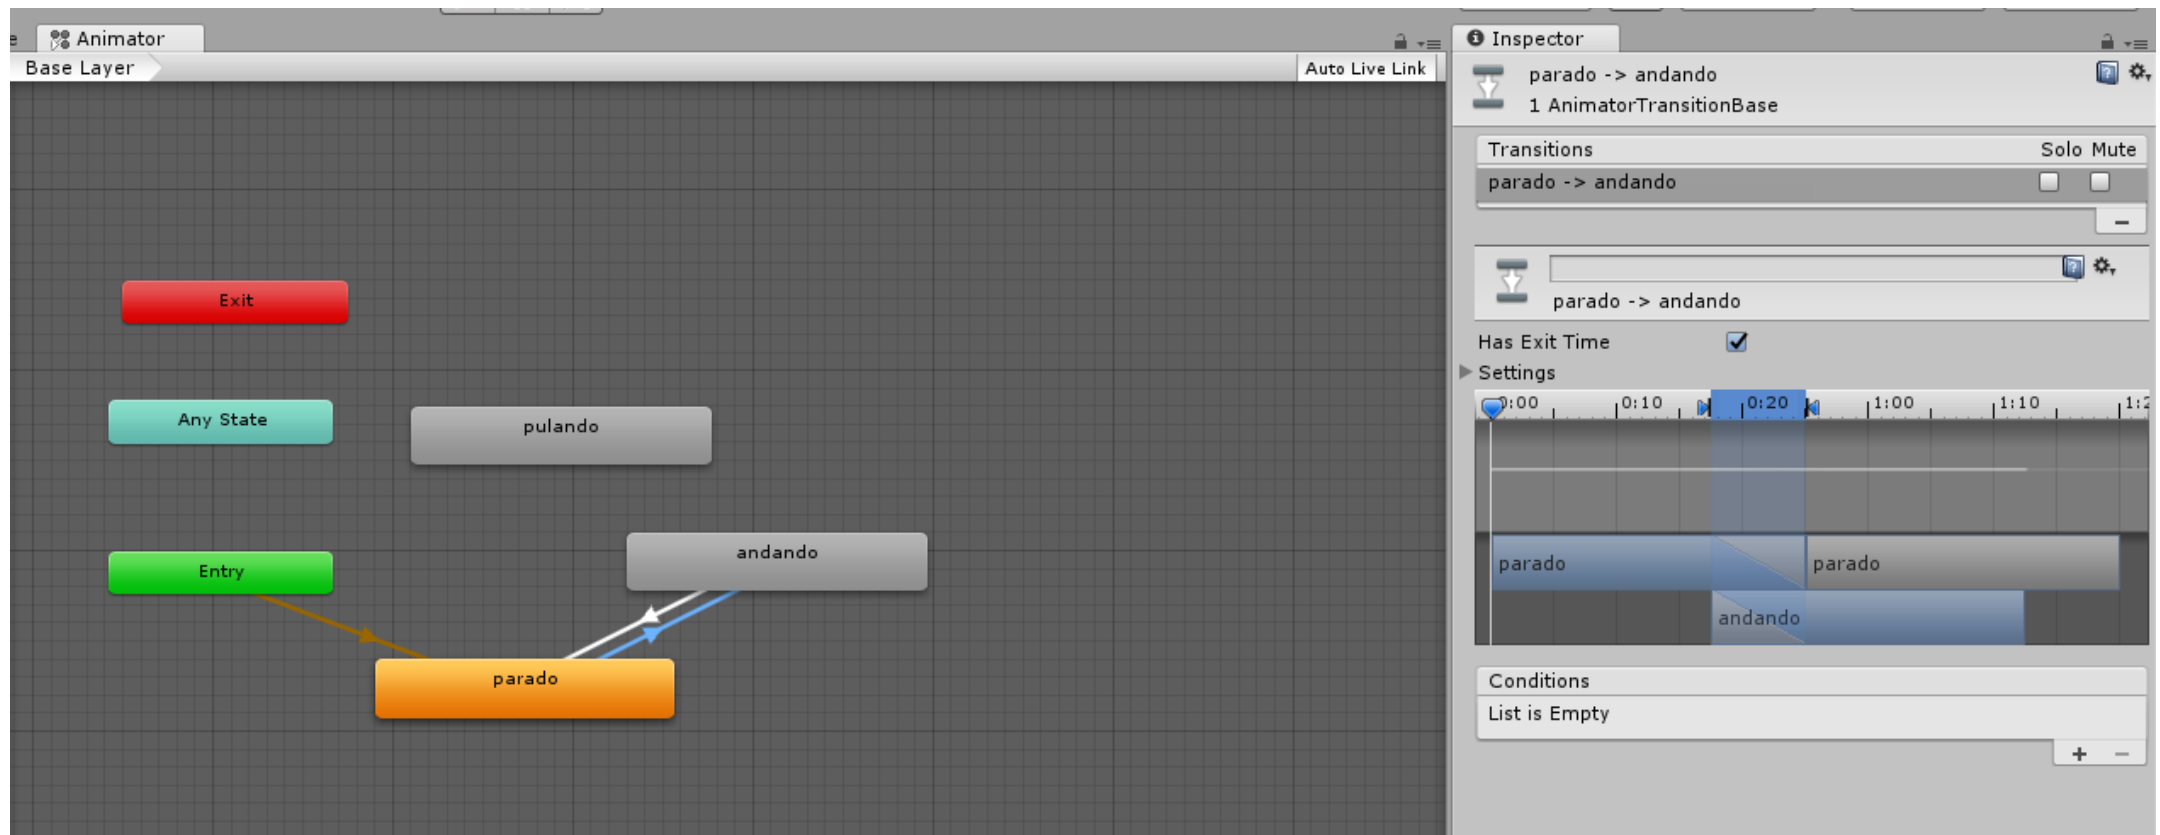 Animator
Base Layer
Auto Live Link
Exit
Any State
pulando
andando
Entry
parado
Inspector
parado -> andando
1 AnimatorTransitionBase
Transitions Solo Mute
parado -> andando
parado -> andando
Has Exit Time
Settings
0:10 0:20 1:00 1:10
parado parado
andando
Conditions
List is Empty